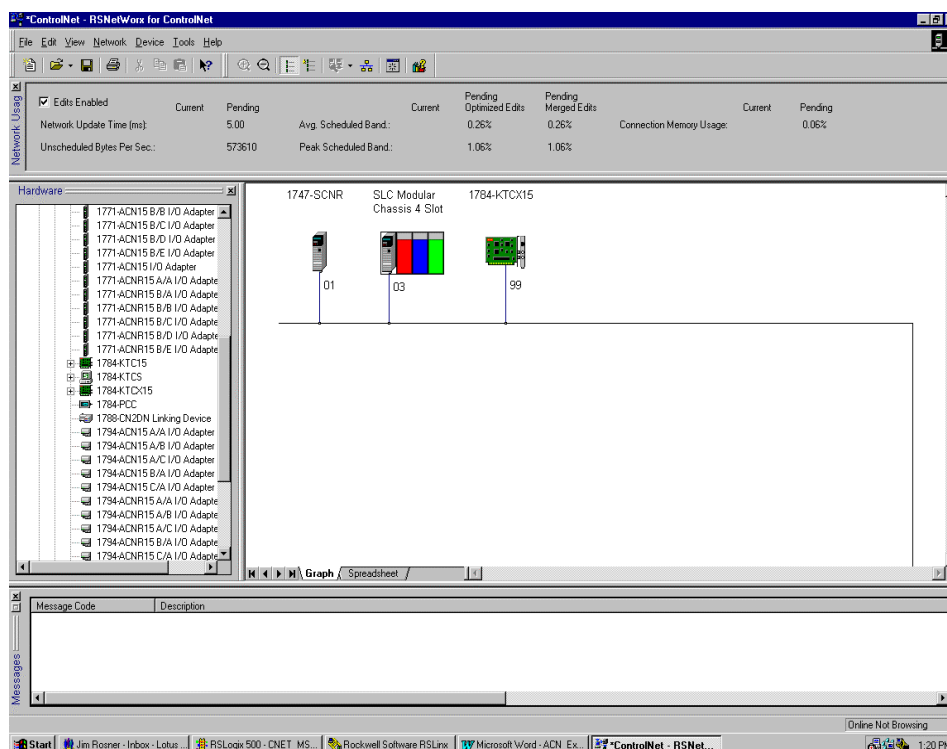 *ControlNet - RSNetWorx for ControlNet
File Edit View Network Device Tools Help
Network Usag
Edits Enabled
Current Pending Current Pending Optimized Edits Pending Merged Edits Current Pending
Network Update Time (ms): 5.00 Avg. Scheduled Band.: 0.26% 0.26% Connection Memory Usage: 0.06%
Unscheduled Bytes Per Sec.: 573610 Peak Scheduled Band.: 1.06% 1.06%
Hardware
1771-ACN15 B/B I/O Adapter
1771-ACN15 B/C I/O Adapter
1771-ACN15 B/D I/O Adapter
1771-ACN15 B/E I/O Adapter
1771-ACN15 I/O Adapter
1771-ACNR15 A/A I/O Adapte
1771-ACNR15 B/A I/O Adapte
1771-ACNR15 B/B I/O Adapte
1771-ACNR15 B/C I/O Adapte
1771-ACNR15 B/D I/O Adapte
1771-ACNR15 B/E I/O Adapte
1784-KTC15
1784-KTCS
1784-KTCX15
1784-PCC
1788-CN2DN Linking Device
1794-ACN15 A/A I/O Adapter
1794-ACN15 A/B I/O Adapter
1794-ACN15 A/C I/O Adapter
1794-ACN15 B/A I/O Adapter
1794-ACN15 C/A I/O Adapter
1794-ACNR15 A/A I/O Adapte
1794-ACNR15 A/B I/O Adapte
1794-ACNR15 A/C I/O Adapte
1794-ACNR15 B/A I/O Adapte
1794-ACNR15 C/A I/O Adapte
1747-SCNR
SLC Modular
Chassis 4 Slot
1784-KTCX15
01
03
99
Graph Spreadsheet
Messages
Message Code Description
Online Not Browsing
Start Jim Rosner - Inbox - Lotus ... RSLogix 500 - CNET_MS... Rockwell Software RSLinx Microsoft Word - ACN_Ex... *ControlNet - RSNet... 1:20 P